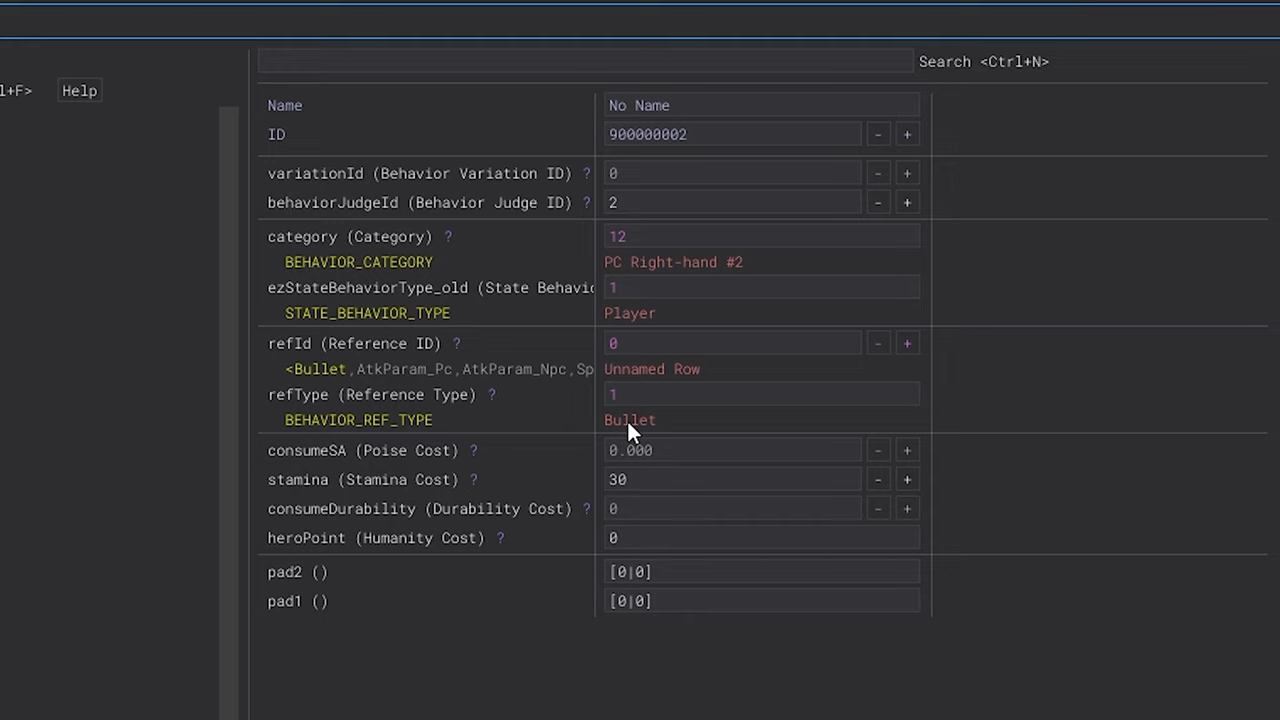 Search <Ctrl+N>
l+F> Help
Name No Name
ID 900000002 - +
variationId (Behavior Variation ID) ? 0 - +
behaviorJudgeId (Behavior Judge ID) ? 2 - +
category (Category) ? 12
BEHAVIOR_CATEGORY PC Right-hand #2
ezStateBehaviorType_old (State Behavio 1
STATE_BEHAVIOR_TYPE Player
refId (Reference ID) ? 0 - +
<Bullet,AtkParam_Pc,AtkParam_Npc,Sp Unnamed Row
refType (Reference Type) ? 1
BEHAVIOR_REF_TYPE Bullet
consumeSA (Poise Cost) ? 0.000 - +
stamina (Stamina Cost) ? 30 - +
consumeDurability (Durability Cost) ? 0 - +
heroPoint (Humanity Cost) ? 0
pad2 () [0|0]
pad1 () [0|0]